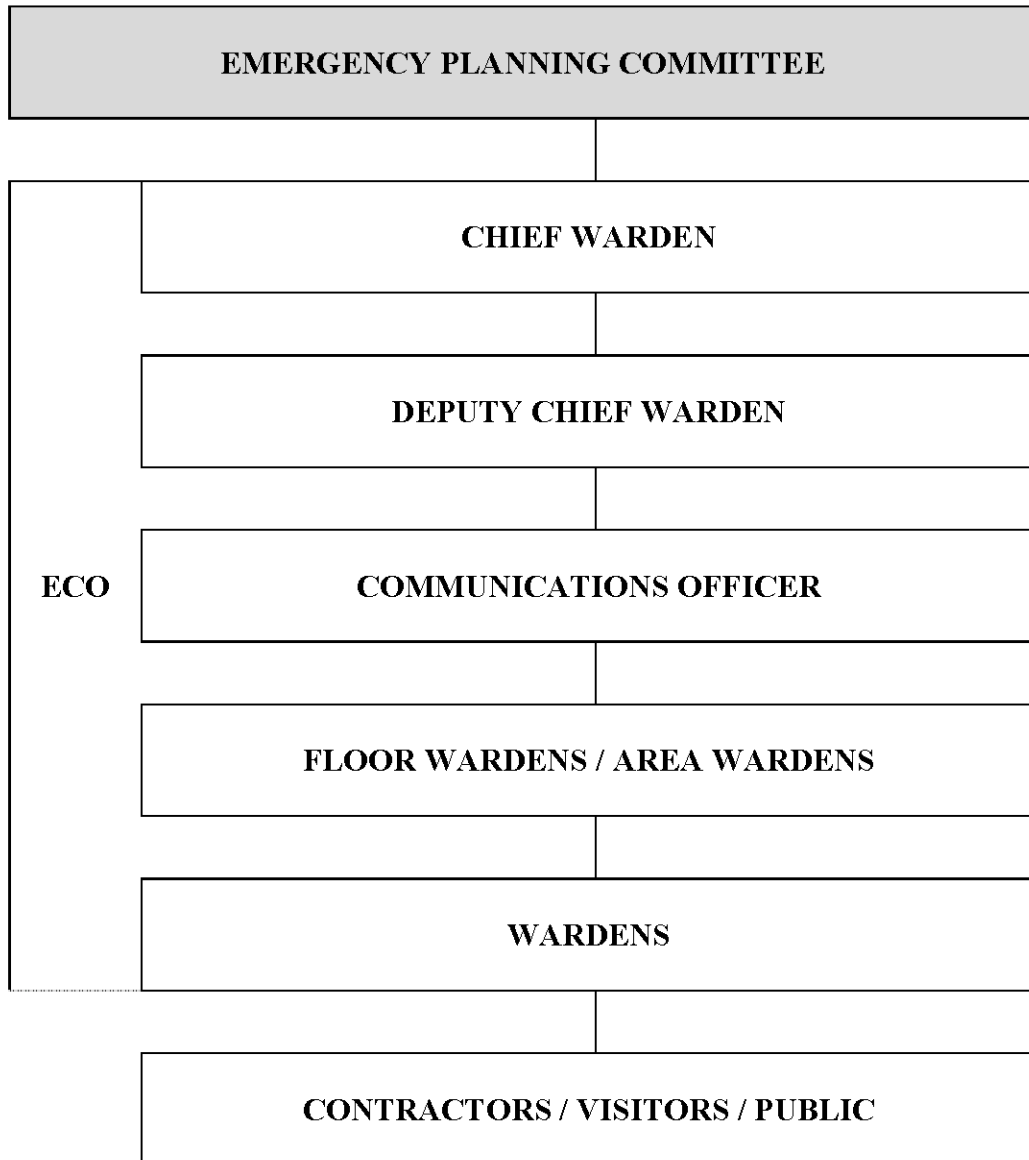 EMERGENCY PLANNING COMMITTEE
CHIEF WARDEN
DEPUTY CHIEF WARDEN
ECO
COMMUNICATIONS OFFICER
FLOOR WARDENS / AREA WARDENS
WARDENS
CONTRACTORS / VISITORS / PUBLIC